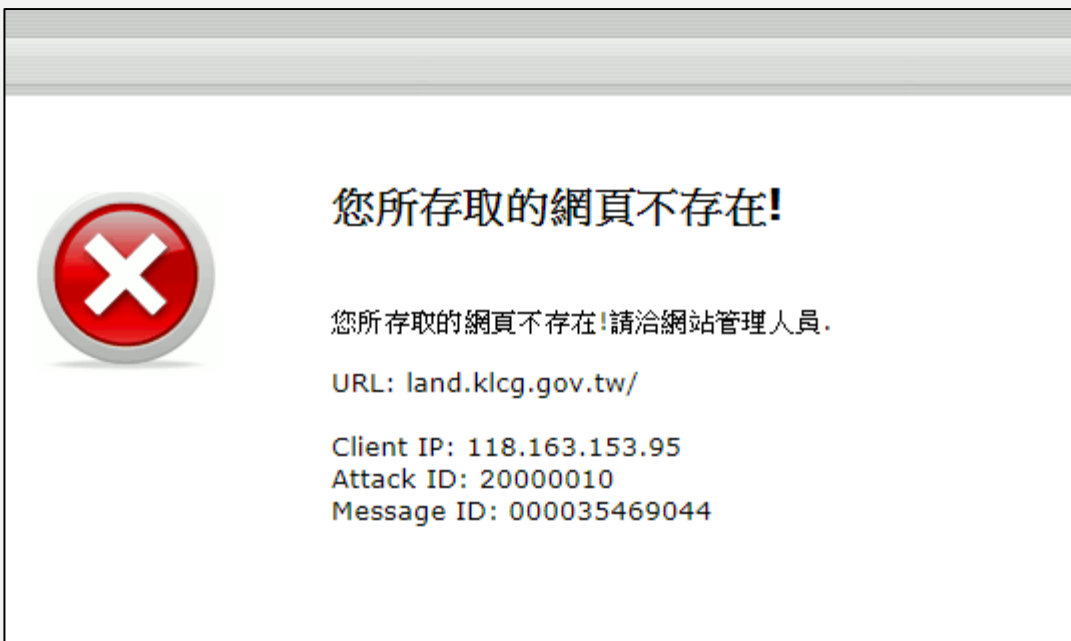 您所存取的網頁不存在!
您所存取的網頁不存在!請洽網站管理人員.
URL: land.klcg.gov.tw/
Client IP: 118.163.153.95
Attack ID: 20000010
Message ID: 000035469044